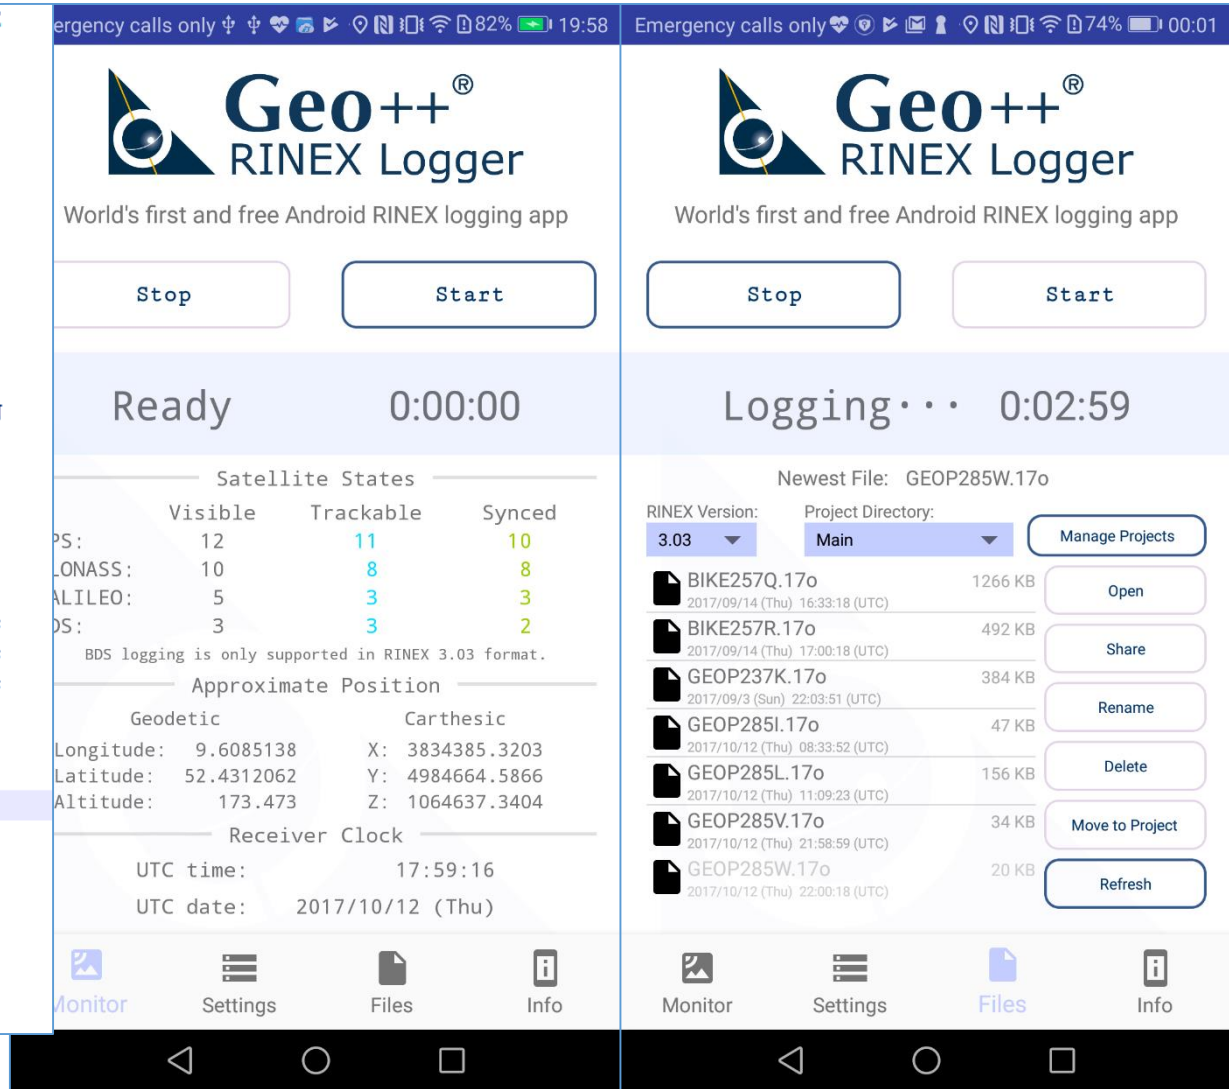 ergency calls only 82% 19:58
Geo++®
RINEX Logger
World's first and free Android RINEX logging app
Stop Start
Ready 0:00:00
Satellite States
Visible Trackable Synced
PS: 12 11 10
LONASS: 10 8 8
ALILEO: 5 3 3
DS: 3 3 2
BDS logging is only supported in RINEX 3.03 format.
Approximate Position
Geodetic Carthesic
Longitude: 9.6085138 X: 3834385.3203
Latitude: 52.4312062 Y: 4984664.5866
Altitude: 173.473 Z: 1064637.3404
Receiver Clock
UTC time: 17:59:16
UTC date: 2017/10/12 (Thu)
Monitor Settings Files Info
Emergency calls only 74% 00:01
Geo++®
RINEX Logger
World's first and free Android RINEX logging app
Stop Start
Logging··· 0:02:59
Newest File: GEOP285W.17o
RINEX Version: Project Directory:
3.03 Main Manage Projects
BIKE257Q.17o 1266 KB
2017/09/14 (Thu) 16:33:18 (UTC)
Open
BIKE257R.17o 492 KB
2017/09/14 (Thu) 17:00:18 (UTC)
Share
GEOP237K.17o 384 KB
2017/09/3 (Sun) 22:03:51 (UTC)
Rename
GEOP285I.17o 47 KB
2017/10/12 (Thu) 08:33:52 (UTC)
Delete
GEOP285L.17o 156 KB
2017/10/12 (Thu) 11:09:23 (UTC)
GEOP285V.17o 34 KB
2017/10/12 (Thu) 21:58:59 (UTC)
Move to Project
GEOP285W.17o 20 KB
2017/10/12 (Thu) 22:00:18 (UTC)
Refresh
Monitor Settings Files Info